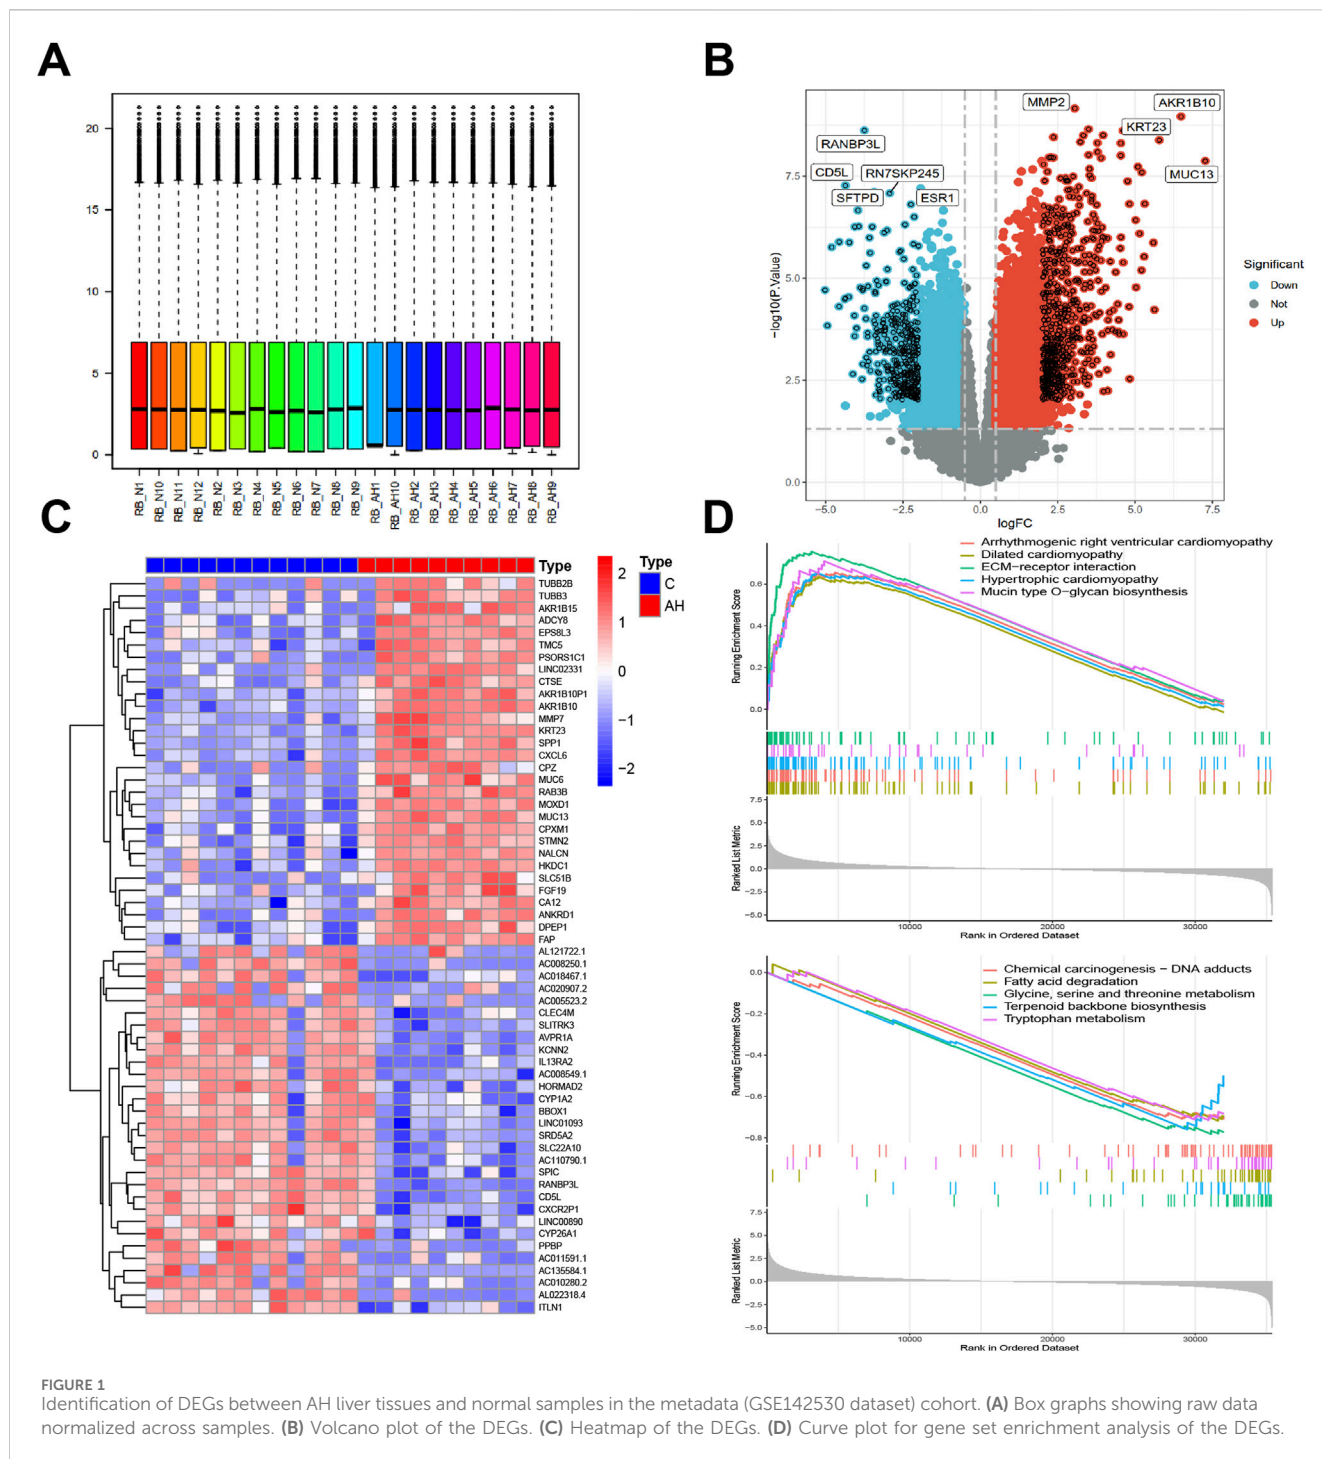 A
20
15
10
5
0
RB_N1
RB_N10
RB_N11
RB_N12
RB_N2
RB_N3
RB_N4
RB_N5
RB_N6
RB_N7
RB_N8
RB_N9
RB_AH1
RB_AH10
RB_AH2
RB_AH3
RB_AH4
RB_AH5
RB_AH6
RB_AH7
RB_AH8
RB_AH9
B
MMP2
AKR1B10
KRT23
RANBP3L
CD5L
RN7SKP245
MUC13
SFTPD
ESR1
−log10(P.Value)
7.5
5.0
2.5
0.0
−5.0
−2.5
0.0
2.5
5.0
7.5
logFC
Significant
Down
Not
Up
C
Type
TUBB2B
TUBB3
AKR1B15
ADCY8
EPS8L3
TMC5
PSORS1C1
LINC02331
CTSE
AKR1B10P1
AKR1B10
MMP7
KRT23
SPP1
CXCL6
CPZ
MUC6
RAB3B
MOXD1
MUC13
CPXM1
STMN2
NALCN
HKDC1
SLC51B
FGF19
CA12
ANKRD1
DPEP1
FAP
AL121722.1
AC008250.1
AC018467.1
AC020907.2
AC005523.2
CLEC4M
SLITRK3
AVPR1A
KCNN2
IL13RA2
AC008549.1
HORMAD2
CYP1A2
BBOX1
LINC01093
SRD5A2
SLC22A10
AC110790.1
SPIC
RANBP3L
CD5L
CXCR2P1
LINC00890
CYP26A1
PPBP
AC011591.1
AC135584.1
AC010280.2
AL022318.4
ITLN1
2
1
0
−1
−2
Type
C
AH
D
Arrhythmogenic right ventricular cardiomyopathy
Dilated cardiomyopathy
ECM−receptor interaction
Hypertrophic cardiomyopathy
Mucin type O−glycan biosynthesis
Running Enrichment Score
0.6
0.4
0.2
0.0
Ranked List Metric
7.5
5.0
2.5
0.0
−2.5
−5.0
10000
20000
30000
Rank in Ordered Dataset
Chemical carcinogenesis − DNA adducts
Fatty acid degradation
Glycine, serine and threonine metabolism
Terpenoid backbone biosynthesis
Tryptophan metabolism
Running Enrichment Score
0.0
−0.2
−0.4
−0.6
−0.8
Ranked List Metric
7.5
5.0
2.5
0.0
−2.5
−5.0
10000
20000
30000
Rank in Ordered Dataset
FIGURE 1
Identification of DEGs between AH liver tissues and normal samples in the metadata (GSE142530 dataset) cohort. (A) Box graphs showing raw data
normalized across samples. (B) Volcano plot of the DEGs. (C) Heatmap of the DEGs. (D) Curve plot for gene set enrichment analysis of the DEGs.